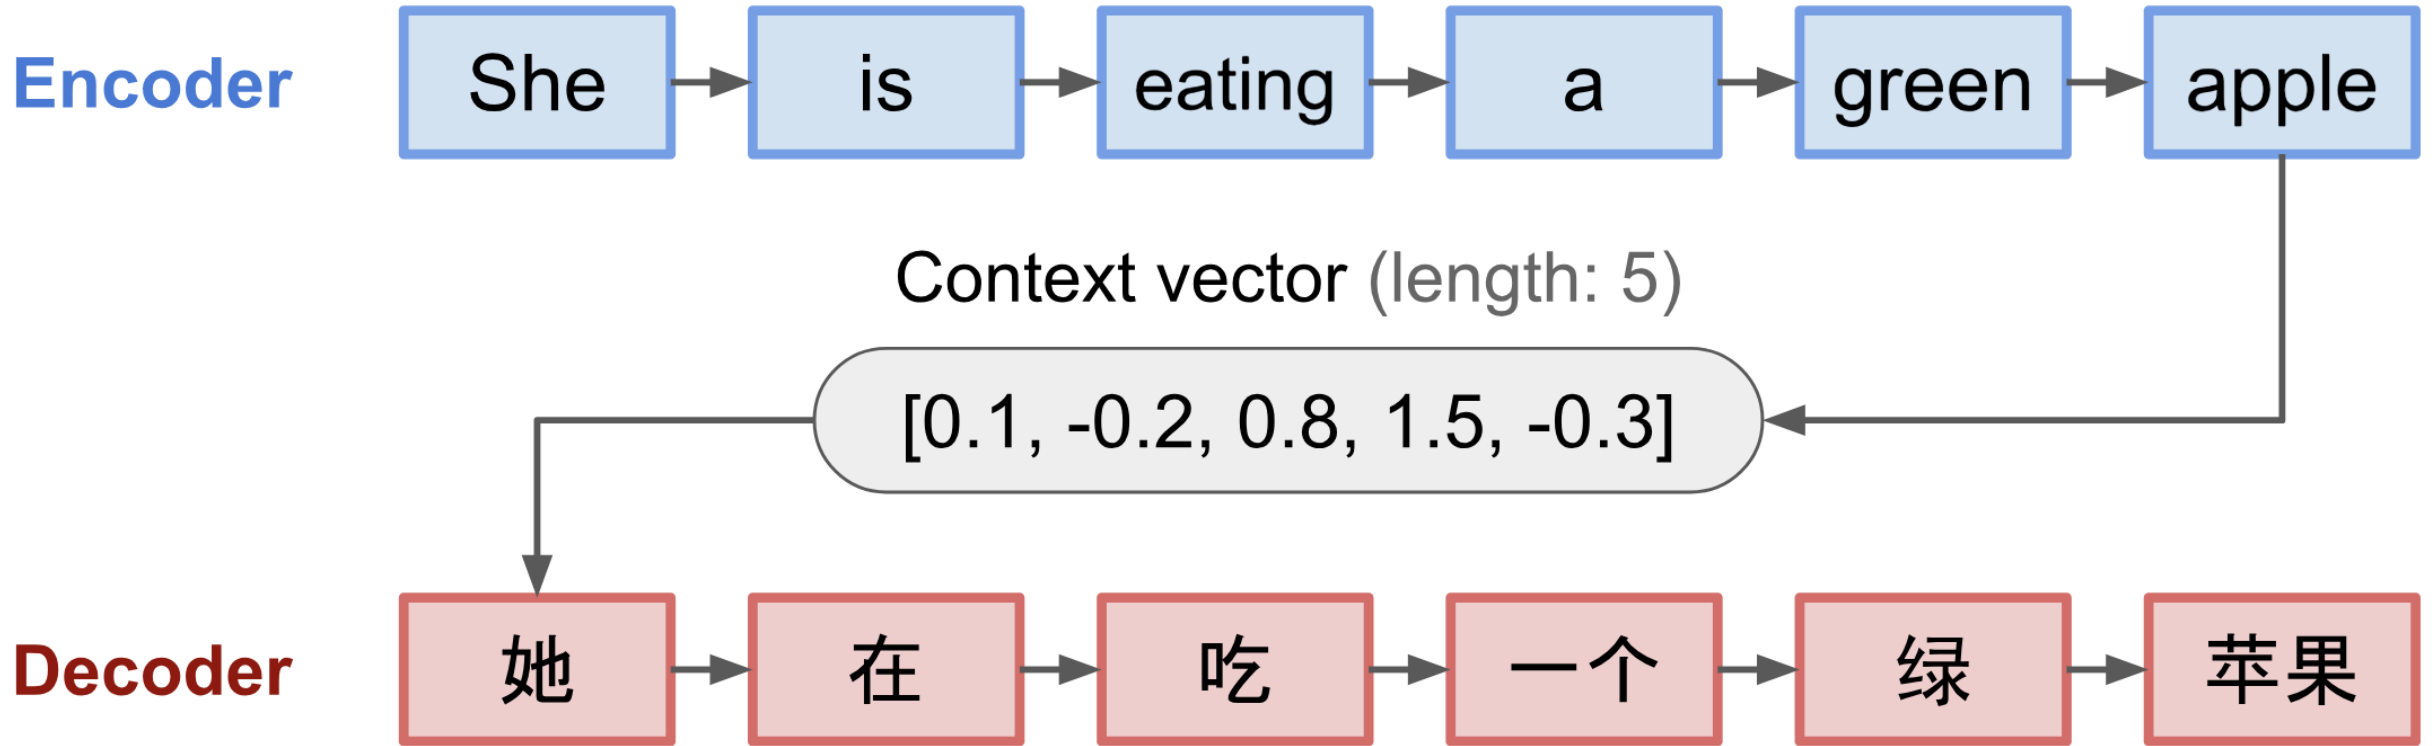 Encoder She is eating a green apple
Context vector (length: 5)
[0.1, -0.2, 0.8, 1.5, -0.3]
Decoder 她 在 吃 一个 绿 苹果